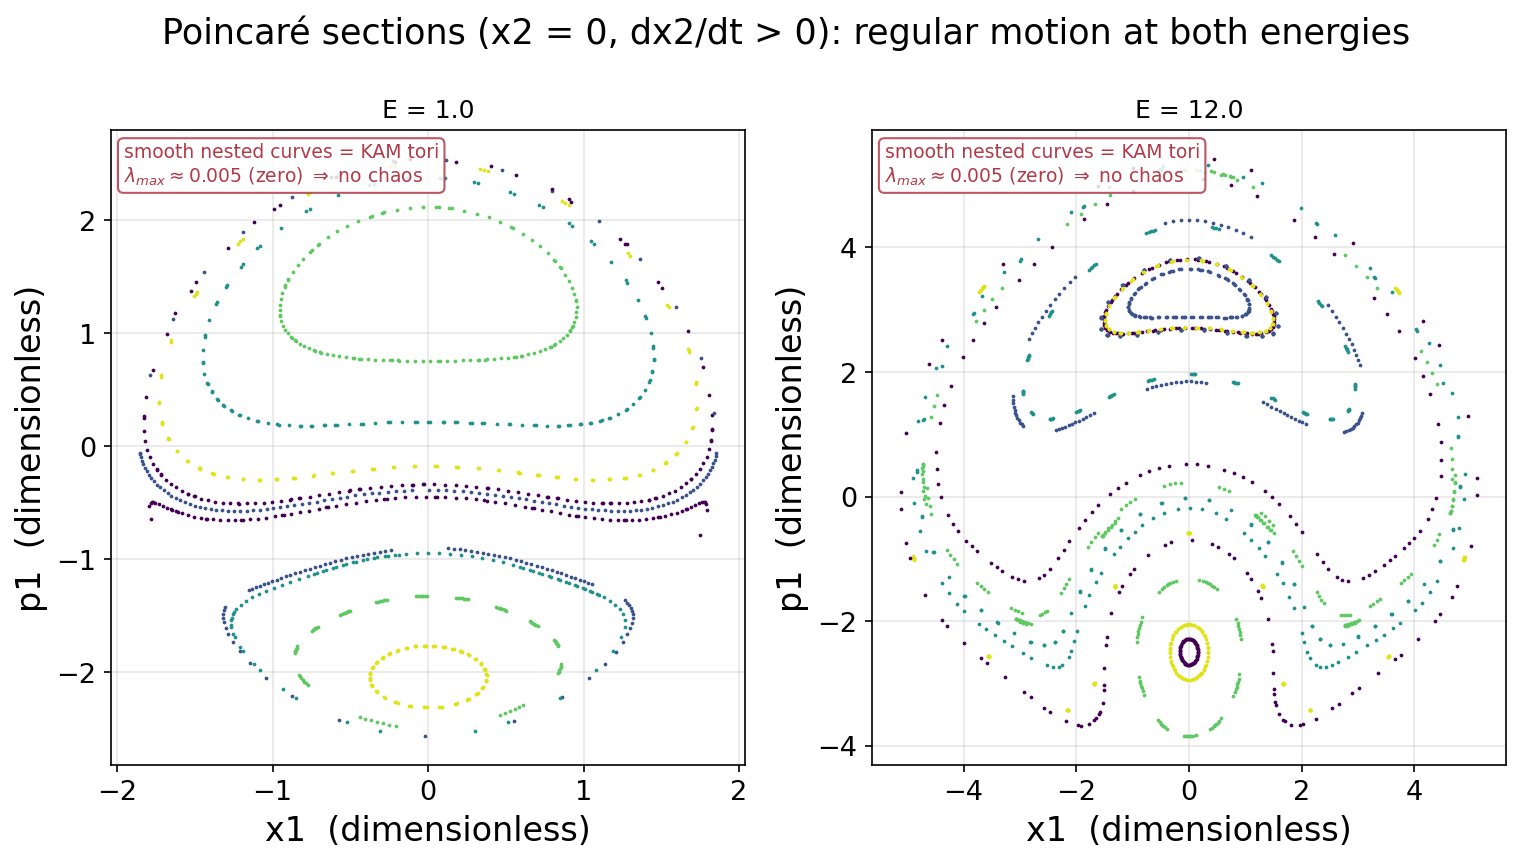 Poincaré sections (x2 = 0, dx2/dt > 0): regular motion at both energies
E = 1.0
smooth nested curves = KAM tori
λmax ≈ 0.005 (zero) ⇒ no chaos
2
1
0
−1
−2
p1 (dimensionless)
−2 −1 0 1 2
x1 (dimensionless)
E = 12.0
smooth nested curves = KAM tori
λmax ≈ 0.005 (zero) ⇒ no chaos
4
2
0
−2
−4
p1 (dimensionless)
−4 −2 0 2 4
x1 (dimensionless)